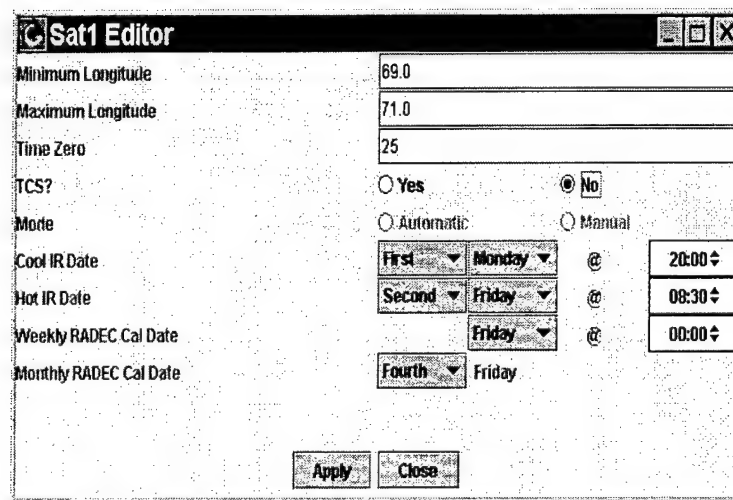 Sat1 Editor
Minimum Longitude 69.0
Maximum Longitude 71.0
Time Zero 25
TCS? Yes No
Mode Automatic Manual
Cool IR Date First Monday @ 20:00
Hot IR Date Second Friday @ 08:30
Weekly RADEC Cal Date Friday @ 00:00
Monthly RADEC Cal Date Fourth Friday
Apply Close